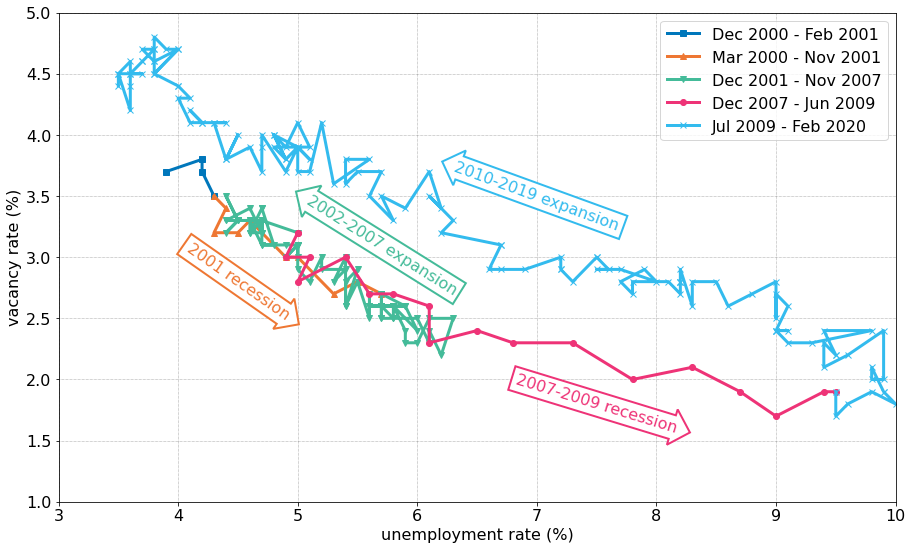 5.0
4.5
4.0
3.5
3.0
2.5
2.0
1.5
1.0
vacancy rate (%)
3 4 5 6 7 8 9 10
unemployment rate (%)
Dec 2000 - Feb 2001
Mar 2000 - Nov 2001
Dec 2001 - Nov 2007
Dec 2007 - Jun 2009
Jul 2009 - Feb 2020
2010-2019 expansion
2002-2007 expansion
2001 recession
2007-2009 recession